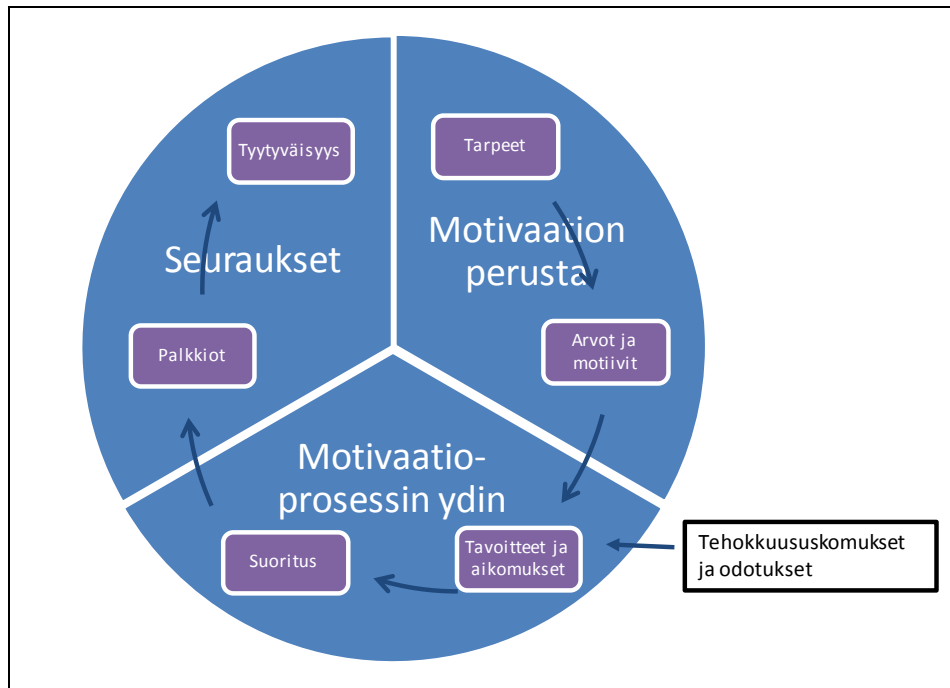 Tyytyväisyys
Tarpeet
Seuraukset
Motivaation
perusta
Palkkiot
Arvot ja
motiivit
Motivaatio-
prosessin ydin
Suoritus
Tavoitteet ja
aikomukset
Tehokkuususkomukset
ja odotukset